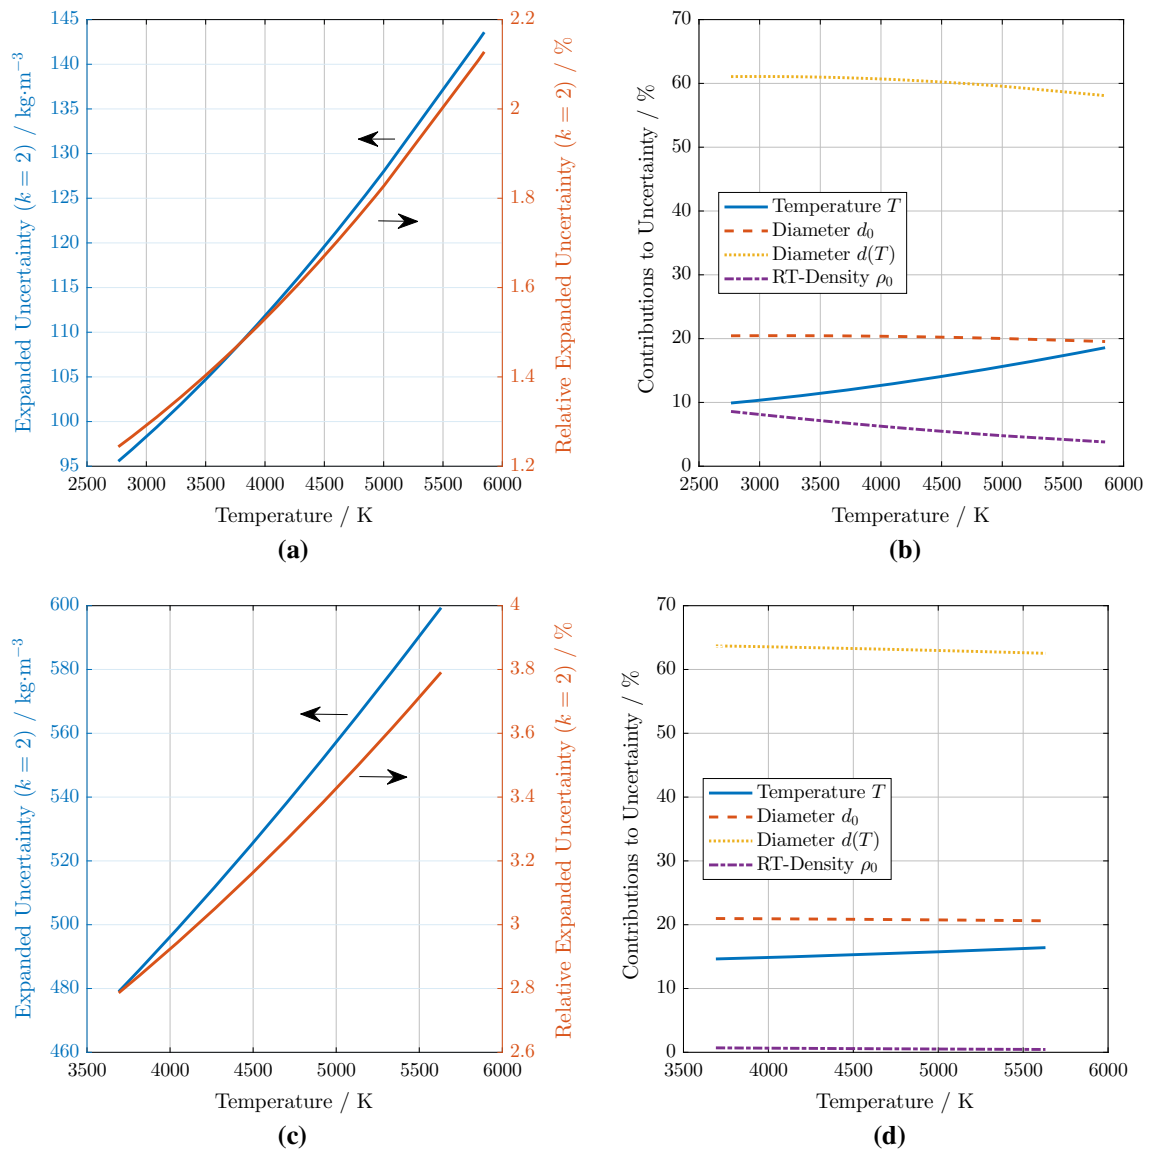 145
140
135
130
125
120
115
110
105
100
95
Expanded Uncertainty (k = 2) / kg·m⁻³
2.2
2
1.8
1.6
1.4
1.2
Relative Expanded Uncertainty (k = 2) / %
2500 3000 3500 4000 4500 5000 5500 6000
Temperature / K
(a)
70
60
50
40
30
20
10
0
Contributions to Uncertainty / %
Temperature T
Diameter d₀
Diameter d(T)
RT-Density ρ₀
2500 3000 3500 4000 4500 5000 5500 6000
Temperature / K
(b)
600
580
560
540
520
500
480
460
Expanded Uncertainty (k = 2) / kg·m⁻³
4
3.8
3.6
3.4
3.2
3
2.8
2.6
Relative Expanded Uncertainty (k = 2) / %
3500 4000 4500 5000 5500 6000
Temperature / K
(c)
70
60
50
40
30
20
10
0
Contributions to Uncertainty / %
Temperature T
Diameter d₀
Diameter d(T)
RT-Density ρ₀
3500 4000 4500 5000 5500 6000
Temperature / K
(d)